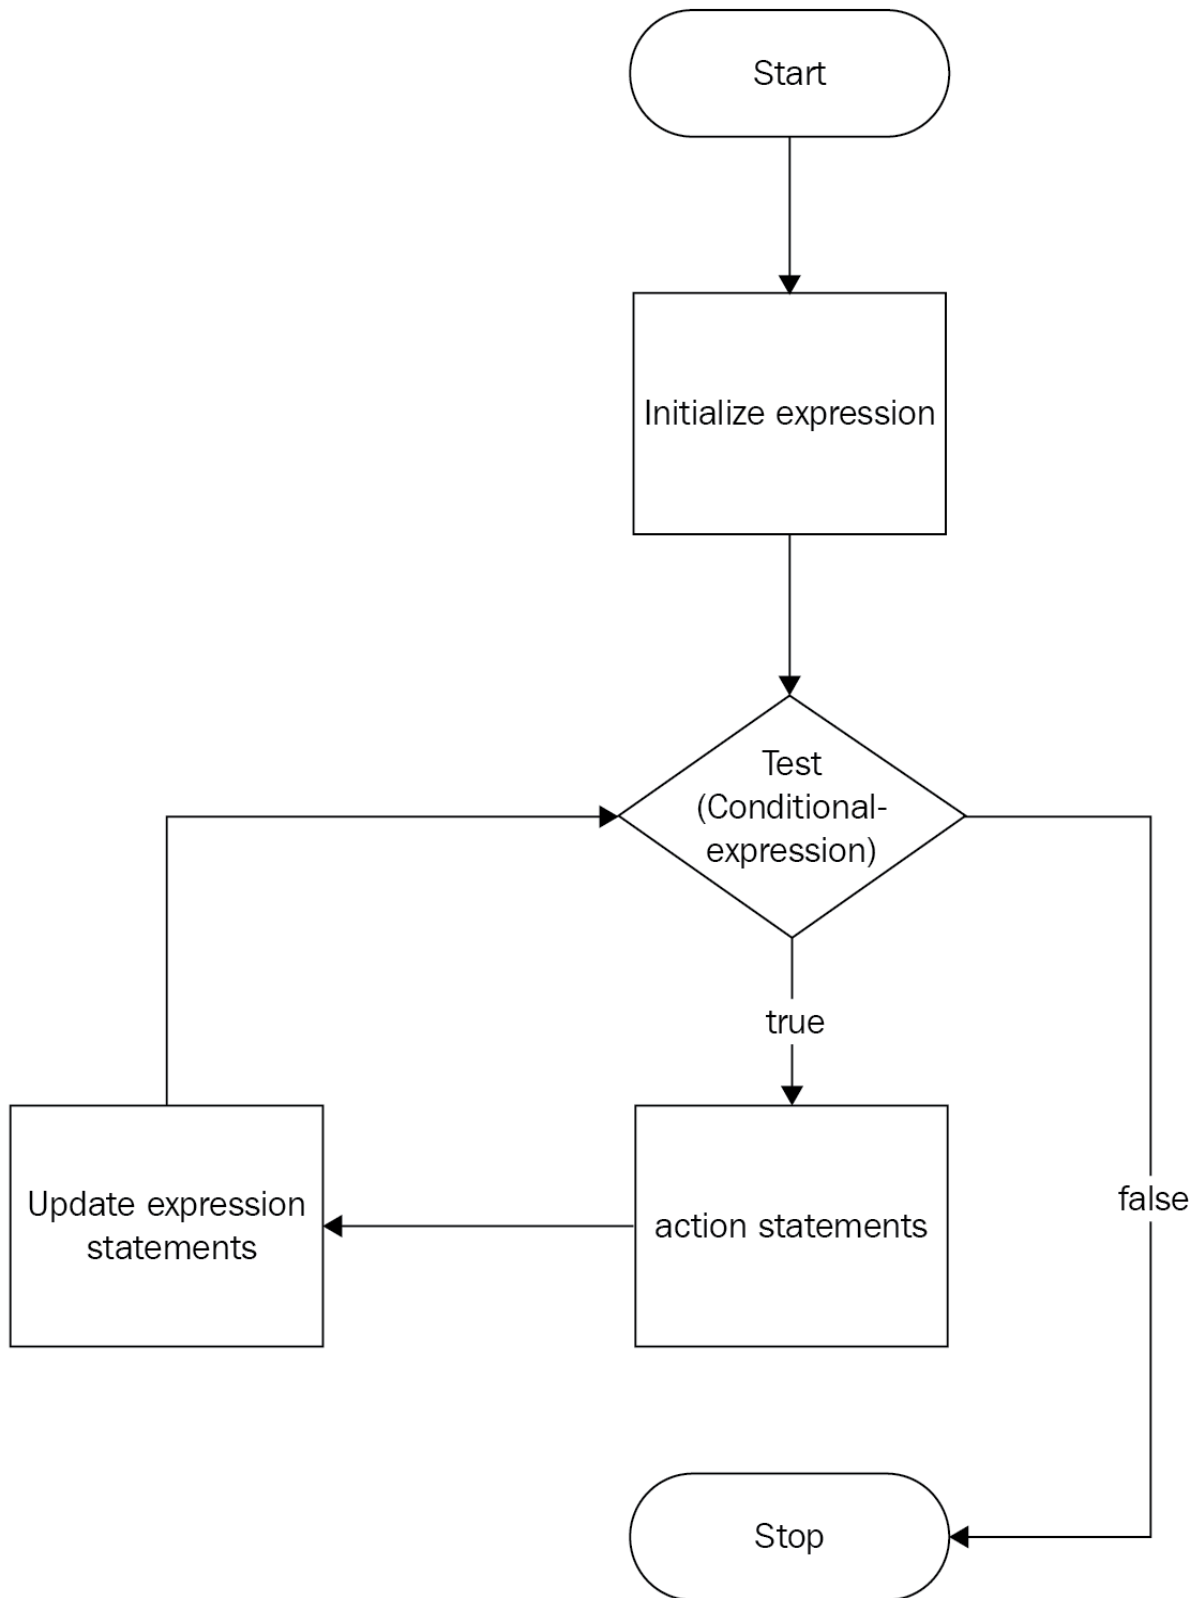 Start
Initialize expression
Test
(Conditional-
expression)
true
false
Update expression
statements
action statements
Stop